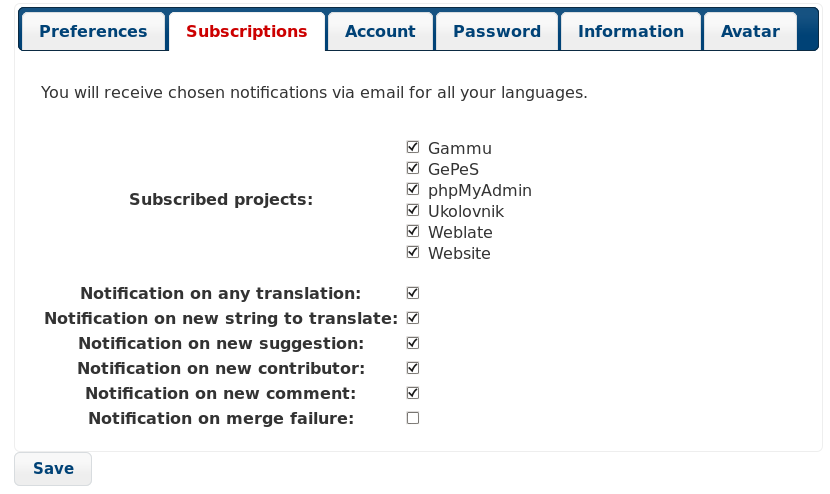 Preferences Subscriptions Account Password Information Avatar
You will receive chosen notifications via email for all your languages.
Subscribed projects:
Gammu
GePeS
phpMyAdmin
Ukolovnik
Weblate
Website
Notification on any translation:
Notification on new string to translate:
Notification on new suggestion:
Notification on new contributor:
Notification on new comment:
Notification on merge failure:
Save